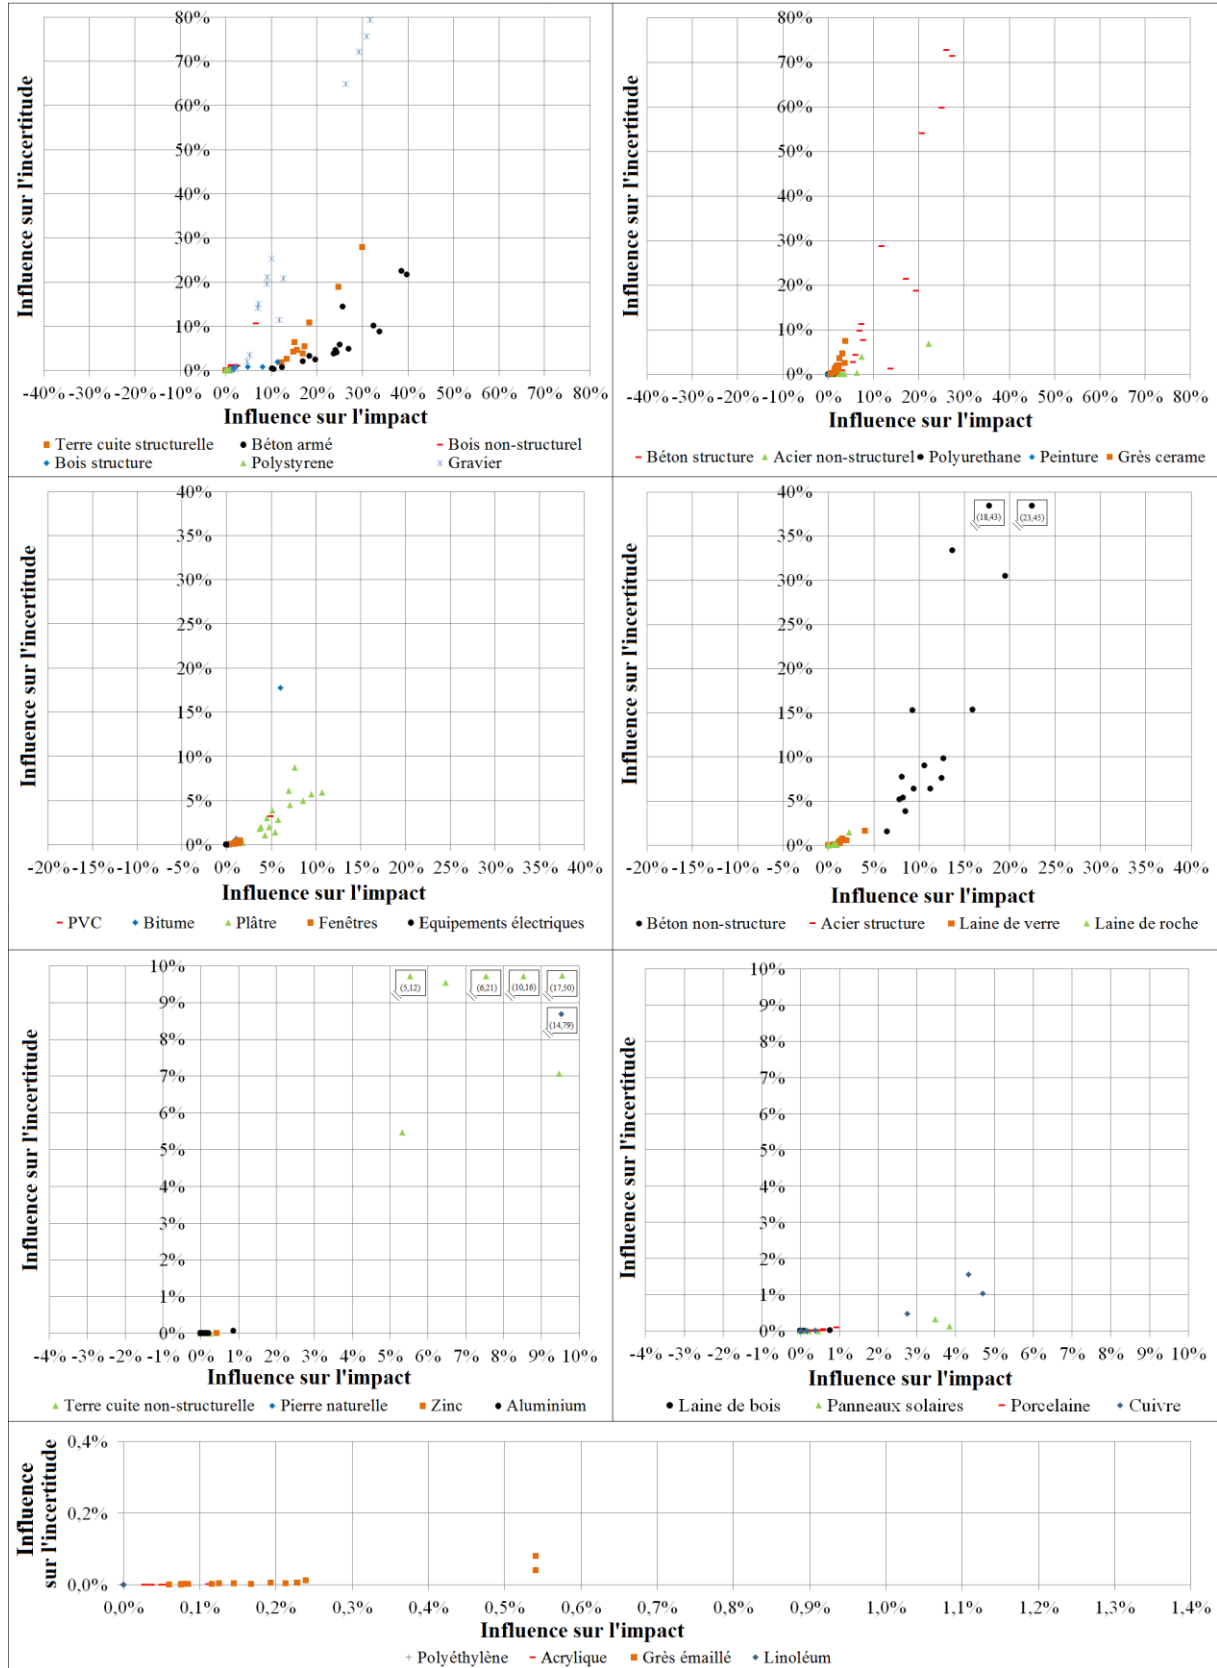 80%
70%
60%
50%
40%
30%
20%
10%
0%
-40% -30% -20% -10% 0% 10% 20% 30% 40% 50% 60% 70% 80%
Influence sur l'incertitude
Influence sur l'impact
Terre cuite structurelle Béton armé Bois non-structurel
Bois structure Polystyrene Gravier
80%
70%
60%
50%
40%
30%
20%
10%
0%
-40% -30% -20% -10% 0% 10% 20% 30% 40% 50% 60% 70% 80%
Influence sur l'incertitude
Influence sur l'impact
Béton structure Acier non-structurel Polyurethane Peinture Grès cerame
40%
35%
30%
25%
20%
15%
10%
5%
0%
-20% -15% -10% -5% 0% 5% 10% 15% 20% 25% 30% 35% 40%
Influence sur l'incertitude
Influence sur l'impact
PVC Bitume Plâtre Fenêtres Equipements électriques
40%
(18,43) (23,45)
35%
30%
25%
20%
15%
10%
5%
0%
-20% -15% -10% -5% 0% 5% 10% 15% 20% 25% 30% 35% 40%
Influence sur l'incertitude
Influence sur l'impact
Béton non-structure Acier structure Laine de verre Laine de roche
10%
(5,12) (6,21) (10,16) (17,50)
9%
(14,79)
8%
7%
6%
5%
4%
3%
2%
1%
0%
-4% -3% -2% -1% 0% 1% 2% 3% 4% 5% 6% 7% 8% 9% 10%
Influence sur l'incertitude
Influence sur l'impact
Terre cuite non-structurelle Pierre naturelle Zinc Aluminium
10%
9%
8%
7%
6%
5%
4%
3%
2%
1%
0%
-4% -3% -2% -1% 0% 1% 2% 3% 4% 5% 6% 7% 8% 9% 10%
Influence sur l'incertitude
Influence sur l'impact
Laine de bois Panneaux solaires Porcelaine Cuivre
0,4%
0,2%
0,0%
0,0% 0,1% 0,2% 0,3% 0,4% 0,5% 0,6% 0,7% 0,8% 0,9% 1,0% 1,1% 1,2% 1,3% 1,4%
Influence
sur l'incertitude
Influence sur l'impact
Polyéthylène Acrylique Grès émaillé Linoléum